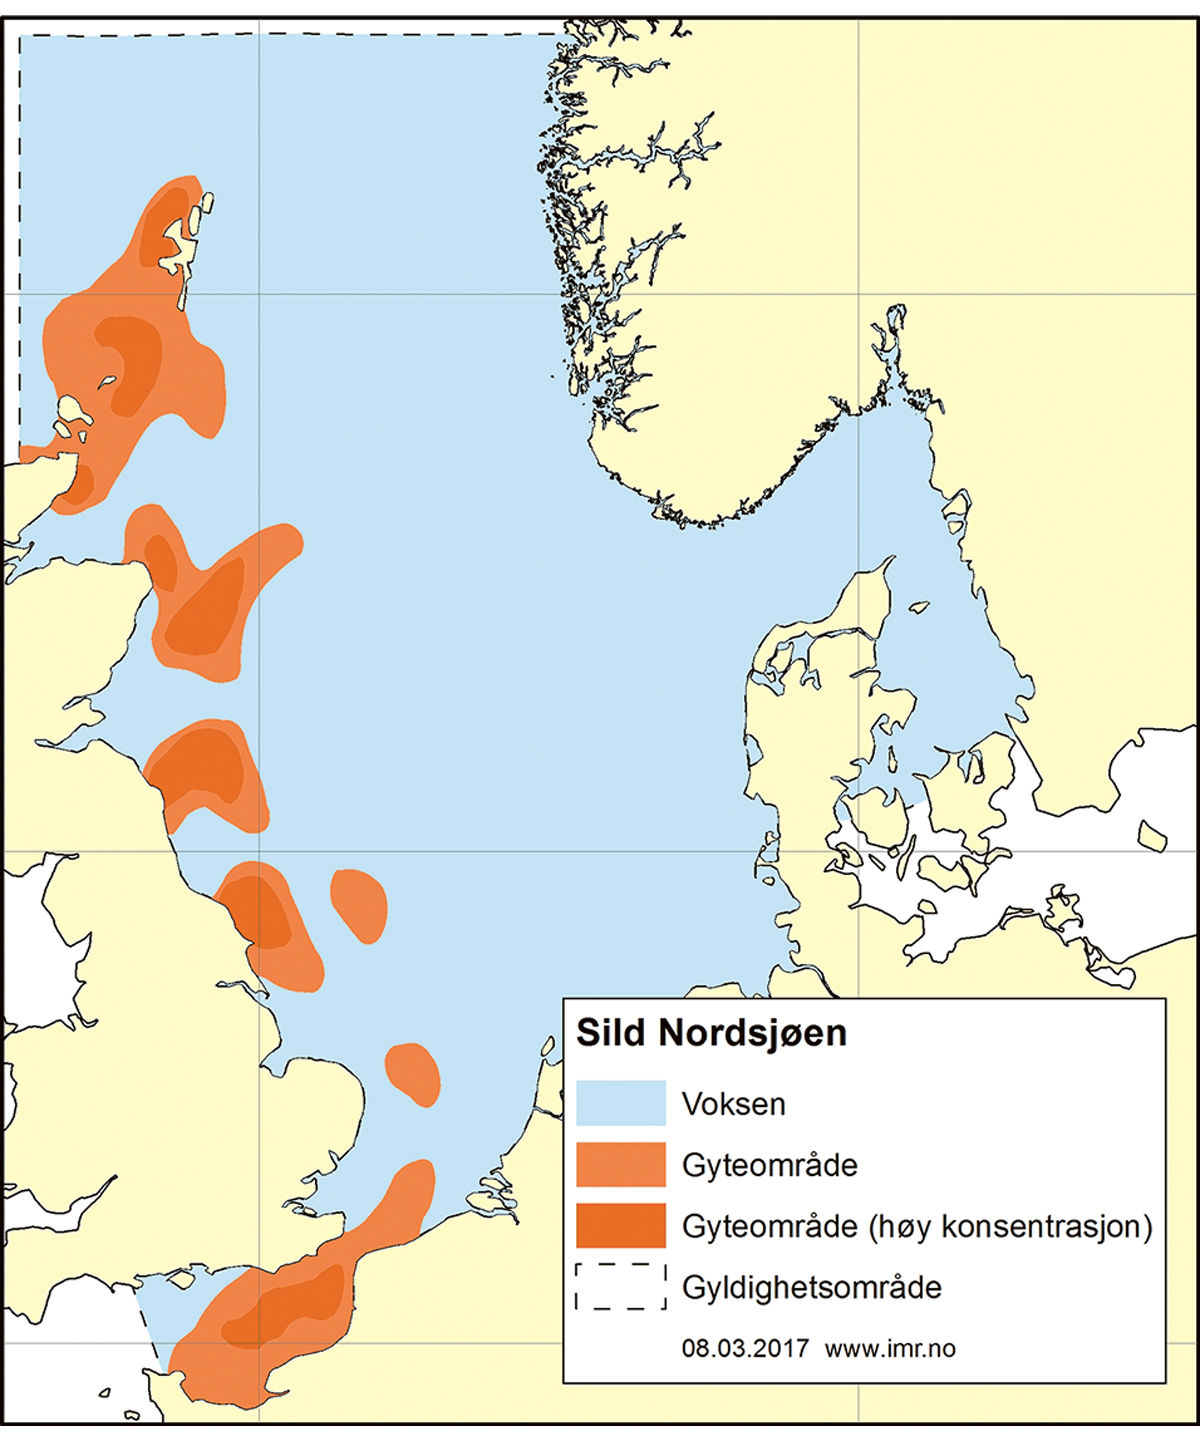 Sild Nordsjøen
Voksen
Gyteområde
Gyteområde (høy konsentrasjon)
Gyldighetsområde
08.03.2017 www.imr.no